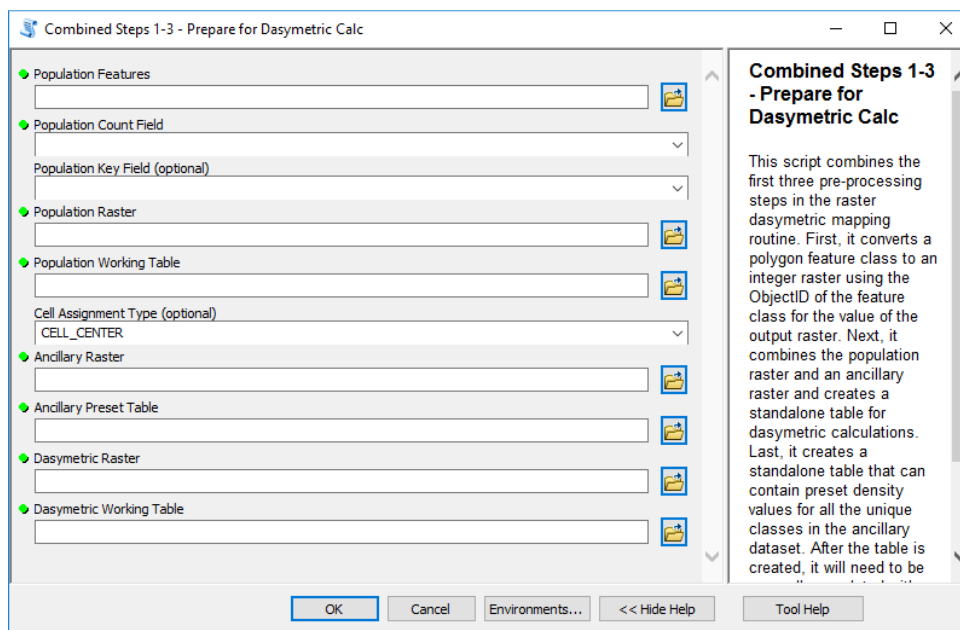 Combined Steps 1-3 - Prepare for Dasymetric Calc
Population Features
Population Count Field
Population Key Field (optional)
Population Raster
Population Working Table
Cell Assignment Type (optional)
CELL_CENTER
Ancillary Raster
Ancillary Preset Table
Dasymetric Raster
Dasymetric Working Table
Combined Steps 1-3
- Prepare for
Dasymetric Calc
This script combines the
first three pre-processing
steps in the raster
dasymetric mapping
routine. First, it converts a
polygon feature class to an
integer raster using the
ObjectID of the feature
class for the value of the
output raster. Next, it
combines the population
raster and an ancillary
raster and creates a
standalone table for
dasymetric calculations.
Last, it creates a
standalone table that can
contain preset density
values for all the unique
classes in the ancillary
dataset. After the table is
created, it will need to be
OK
Cancel
Environments...
<< Hide Help
Tool Help